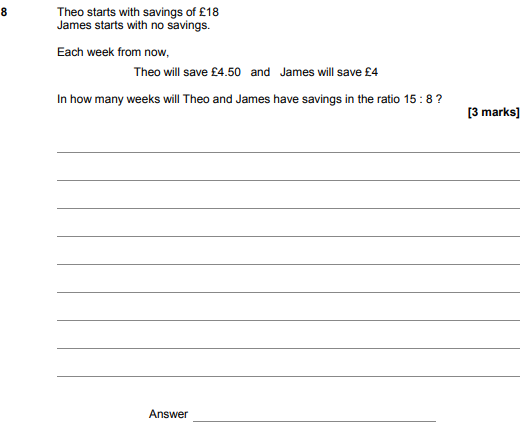 8 Theo starts with savings of £18
James starts with no savings.
Each week from now,
Theo will save £4.50 and James will save £4
In how many weeks will Theo and James have savings in the ratio 15 : 8 ?
[3 marks]
Answer